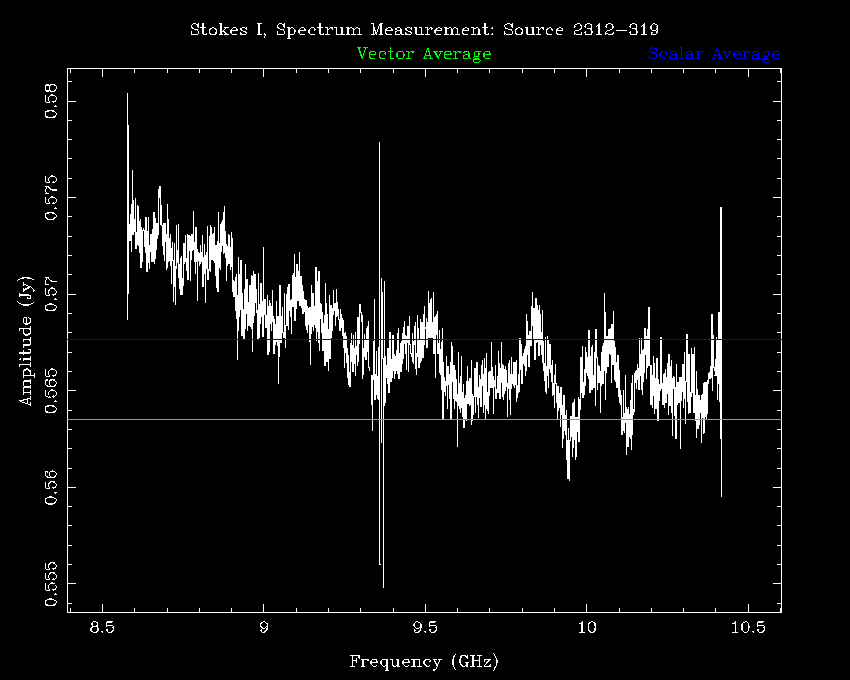 Stokes I, Spectrum Measurement: Source 2312-319
Vector Average Scalar Average
0.58
0.575
0.57
0.565
0.56
0.555
Amplitude (Jy)
8.5 9 9.5 10 10.5
Frequency (GHz)